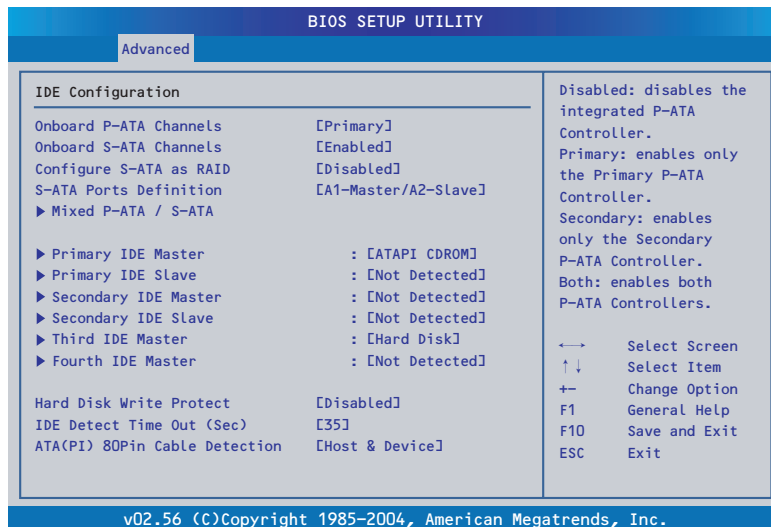 BIOS SETUP UTILITY
Advanced
IDE Configuration
Onboard P-ATA Channels [Primary]
Onboard S-ATA Channels [Enabled]
Configure S-ATA as RAID [Disabled]
S-ATA Ports Definition [A1-Master/A2-Slave]
▶ Mixed P-ATA / S-ATA
▶ Primary IDE Master : [ATAPI CDROM]
▶ Primary IDE Slave : [Not Detected]
▶ Secondary IDE Master : [Not Detected]
▶ Secondary IDE Slave : [Not Detected]
▶ Third IDE Master : [Hard Disk]
▶ Fourth IDE Master : [Not Detected]
Hard Disk Write Protect [Disabled]
IDE Detect Time Out (Sec) [35]
ATA(PI) 80Pin Cable Detection [Host & Device]
Disabled: disables the
integrated P-ATA
Controller.
Primary: enables only
the Primary P-ATA
Controller.
Secondary: enables
only the Secondary
P-ATA Controller.
Both: enables both
P-ATA Controllers.
←→ Select Screen
↑↓ Select Item
+- Change Option
F1 General Help
F10 Save and Exit
ESC Exit
v02.56 (C)Copyright 1985-2004, American Megatrends, Inc.